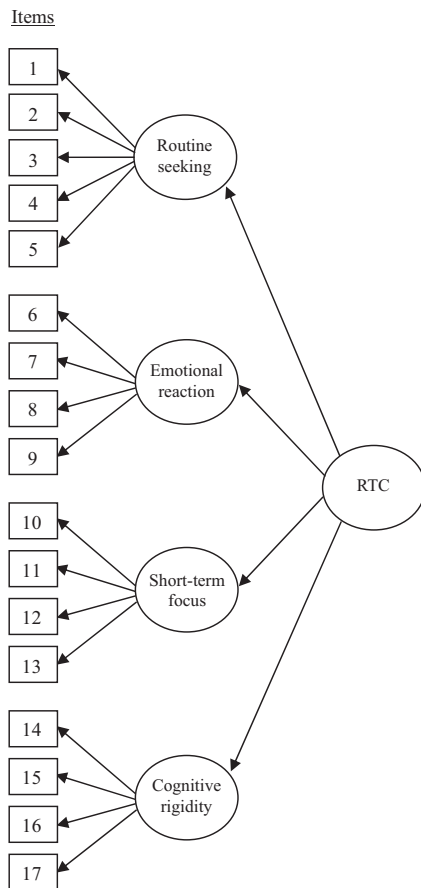 Items
1
2
3
4
5
Routine
seeking
6
7
8
9
Emotional
reaction
RTC
10
11
12
13
Short-term
focus
14
15
16
17
Cognitive
rigidity